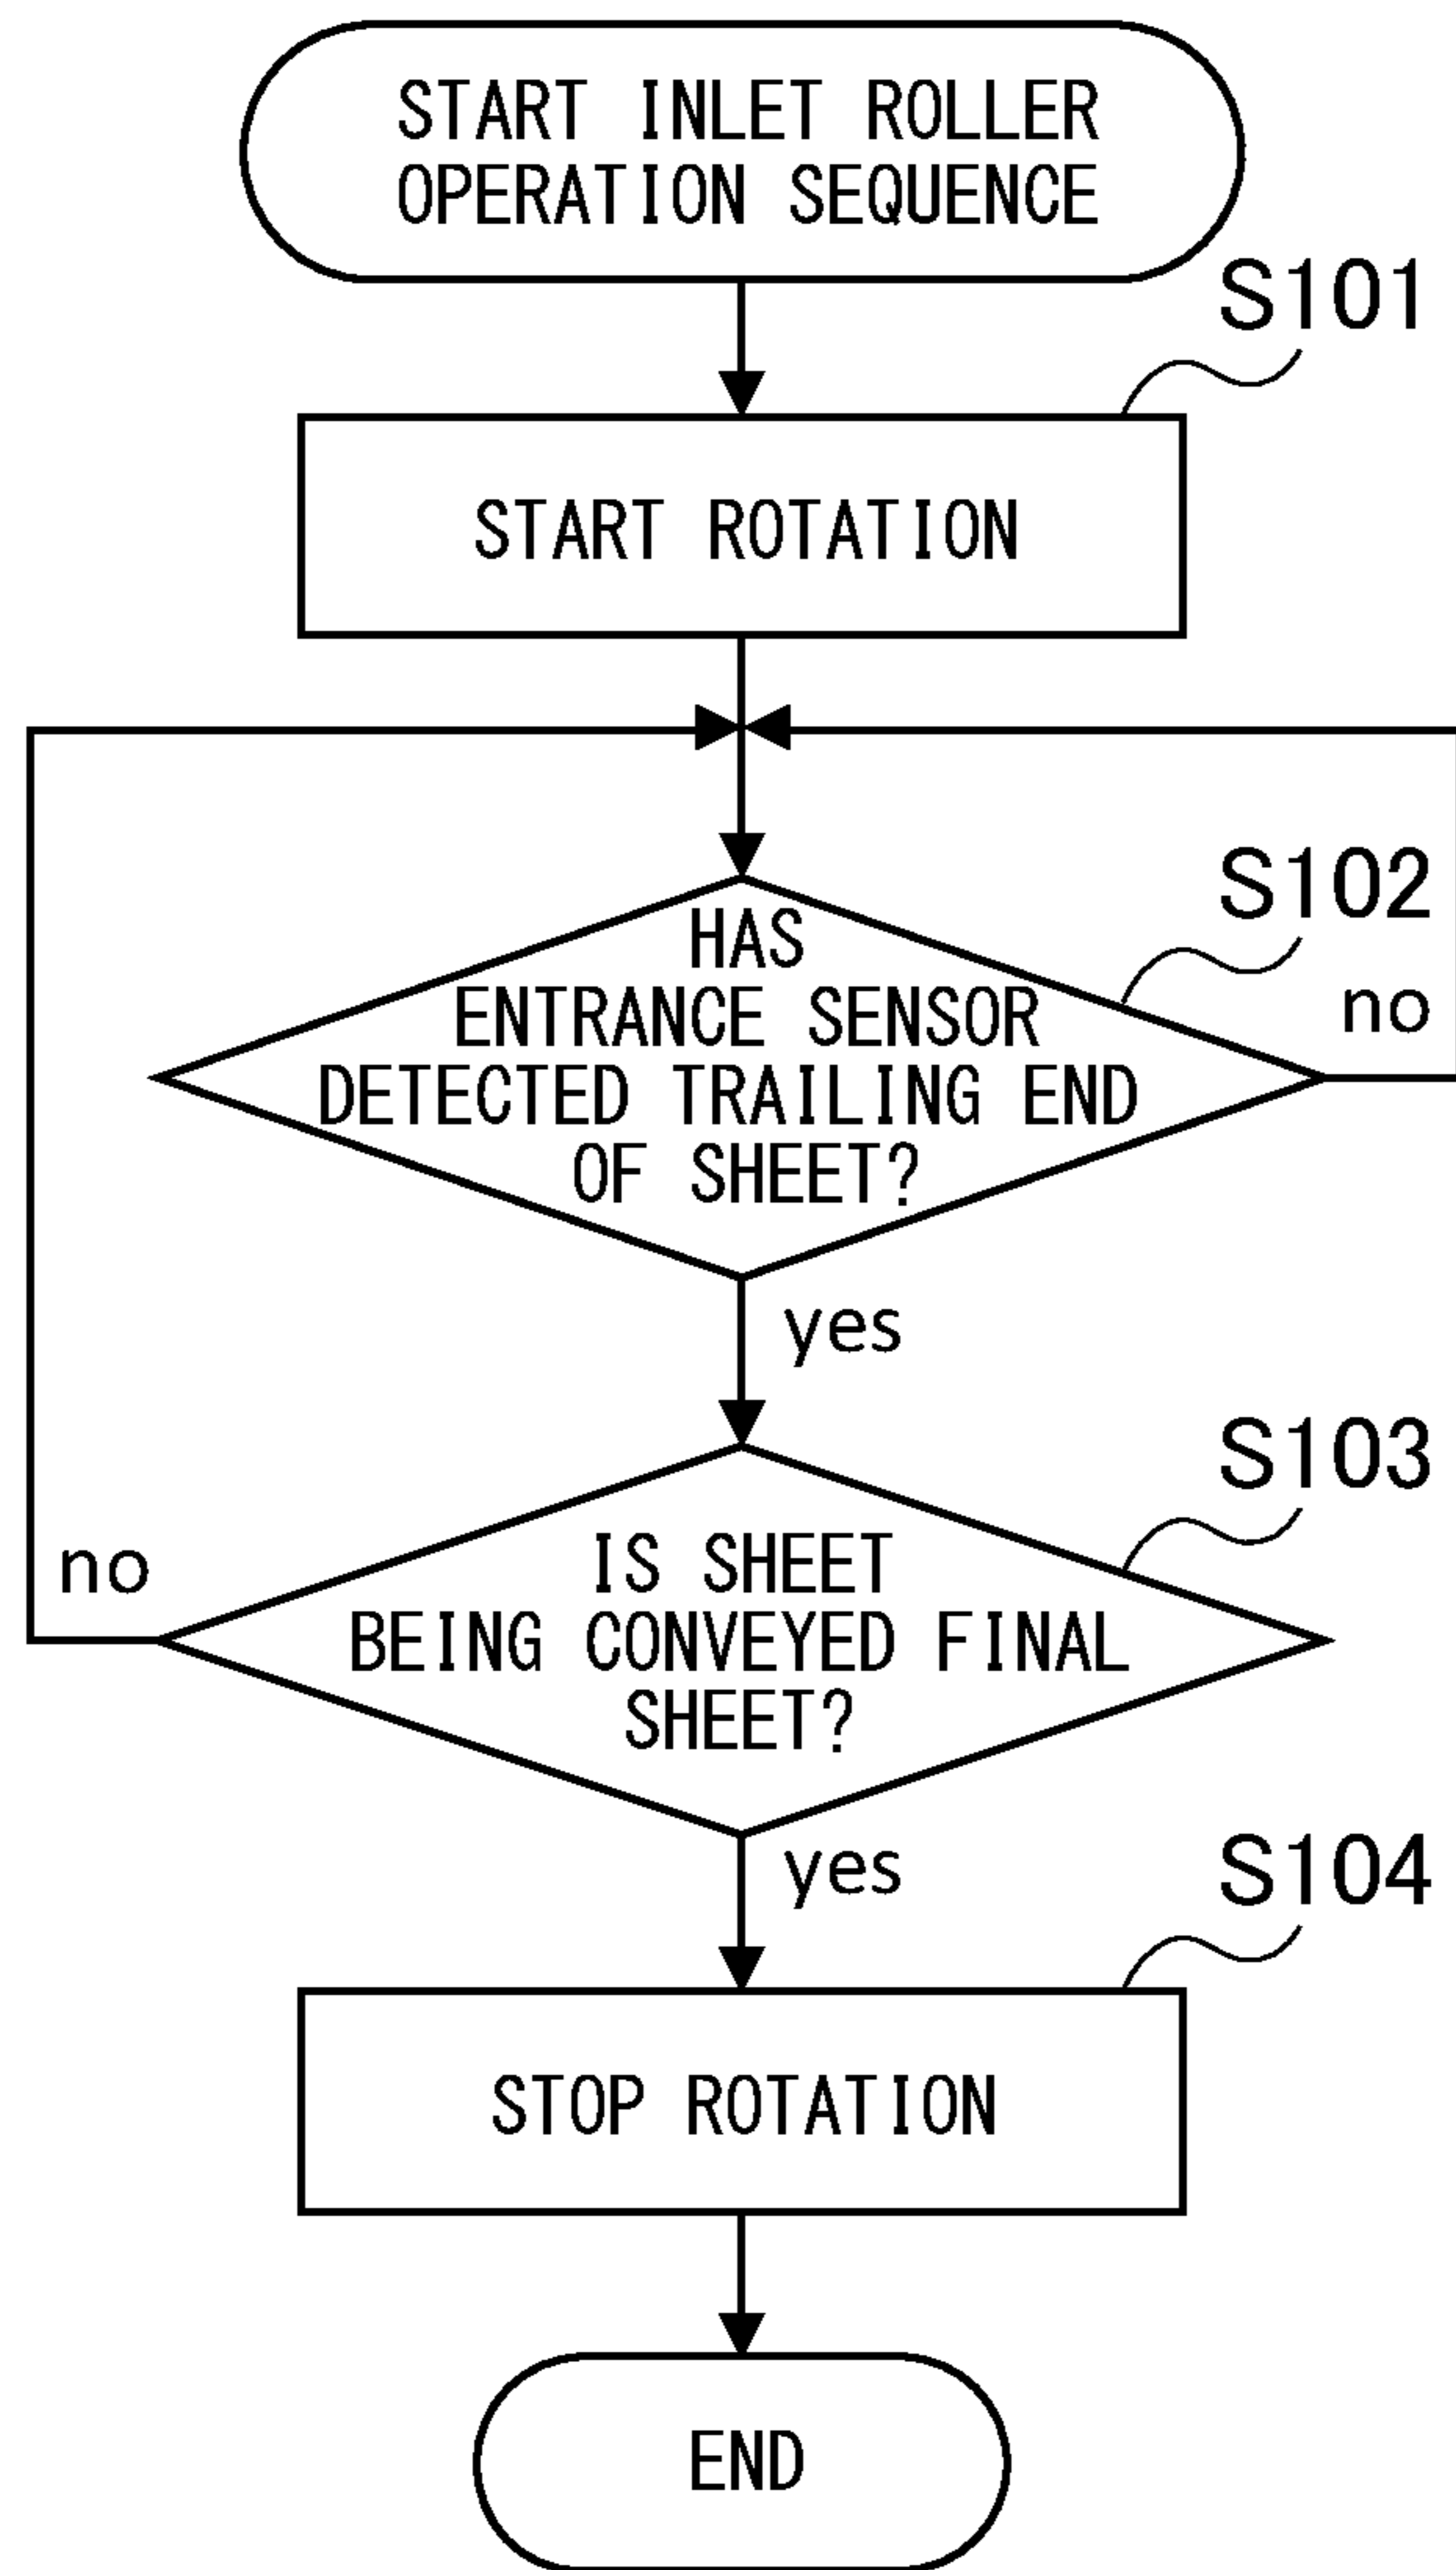 START INLET ROLLER
OPERATION SEQUENCE
S101
START ROTATION
S102
HAS
ENTRANCE SENSOR
DETECTED TRAILING END
OF SHEET?
no
yes
S103
IS SHEET
BEING CONVEYED FINAL
SHEET?
no
yes
S104
STOP ROTATION
END